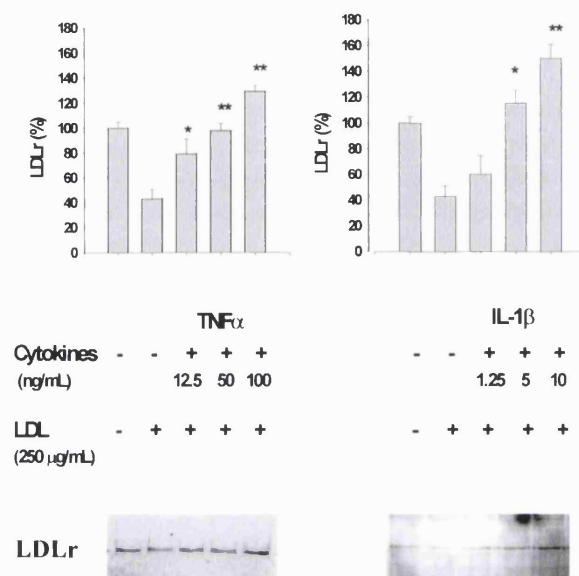 180
160
140
120
100
80
60
40
20
0
LDLr (%)
* ** **
180
160
140
120
100
80
60
40
20
0
LDLr (%)
* **
TNFα IL-1β
Cytokines - - + + + - - + + +
(ng/mL) 12.5 50 100 1.25 5 10
LDL - + + + + - + + + +
(250 µg/mL)
LDLr